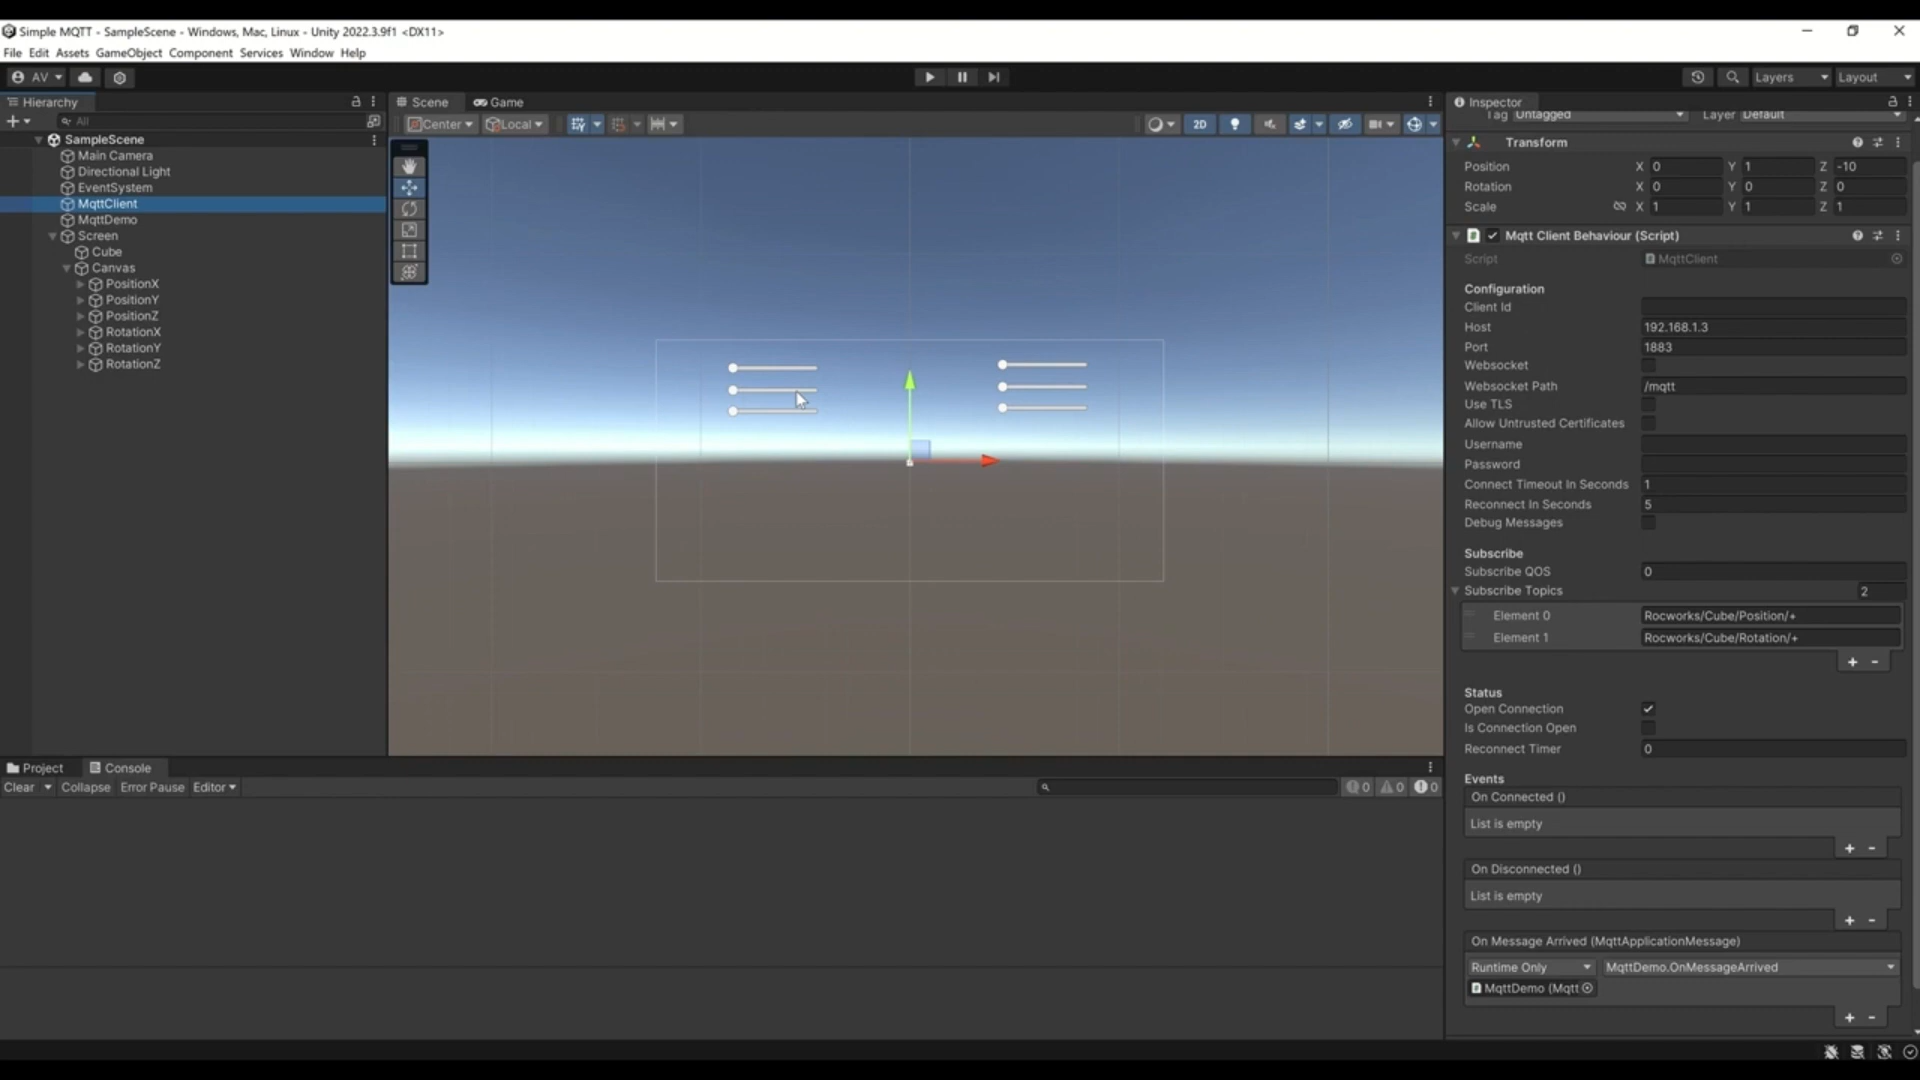 Simple MQTT - SampleScene - Windows, Mac, Linux - Unity 2022.3.9f1 <DX11>
File Edit Assets GameObject Component Services Window Help
AV
Layers
Layout
Hierarchy
All
SampleScene
Main Camera
Directional Light
EventSystem
MqttClient
MqttDemo
Screen
Cube
Canvas
PositionX
PositionY
PositionZ
RotationX
RotationY
RotationZ
Scene Game
Center Local 2D
Inspector
Tag Untagged Layer Default
Transform
Position X 0 Y 1 Z -10
Rotation X 0 Y 0 Z 0
Scale X 1 Y 1 Z 1
Mqtt Client Behaviour (Script)
Script MqttClient
Configuration
Client Id
Host 192.168.1.3
Port 1883
Websocket
Websocket Path /mqtt
Use TLS
Allow Untrusted Certificates
Username
Password
Connect Timeout In Seconds 1
Reconnect In Seconds 5
Debug Messages
Subscribe
Subscribe QOS 0
Subscribe Topics 2
Element 0 Rocworks/Cube/Position/+
Element 1 Rocworks/Cube/Rotation/+
+ -
Status
Open Connection
Is Connection Open
Reconnect Timer 0
Events
On Connected ()
List is empty
+ -
On Disconnected ()
List is empty
+ -
On Message Arrived (MqttApplicationMessage)
Runtime Only MqttDemo.OnMessageArrived
MqttDemo (Mqtt
+ -
Project Console
Clear Collapse Error Pause Editor
0 0 0